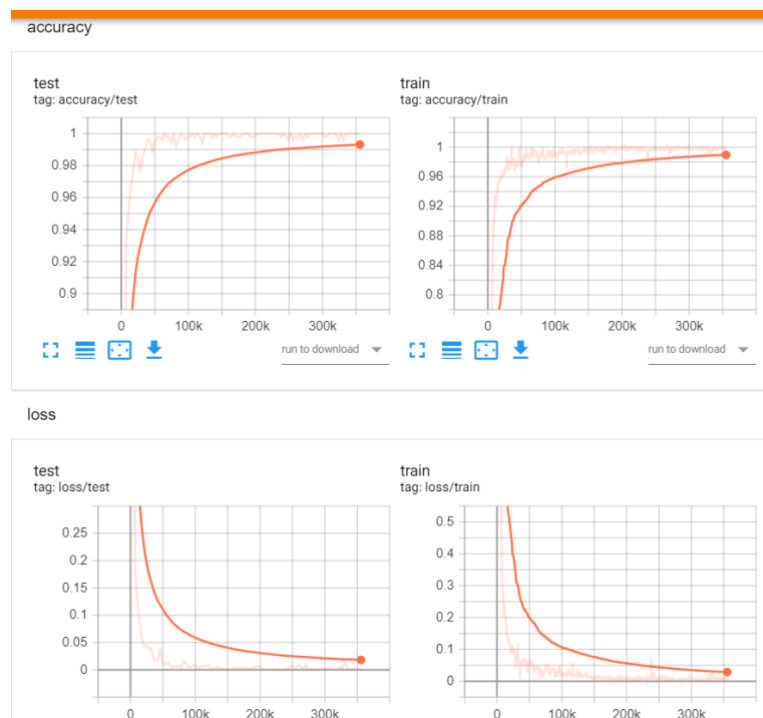 accuracy
test
tag: accuracy/test
1
0.98
0.96
0.94
0.92
0.9
0 100k 200k 300k
run to download
train
tag: accuracy/train
1
0.96
0.92
0.88
0.84
0.8
0 100k 200k 300k
run to download
loss
test
tag: loss/test
0.25
0.2
0.15
0.1
0.05
0
0 100k 200k 300k
train
tag: loss/train
0.5
0.4
0.3
0.2
0.1
0
0 100k 200k 300k